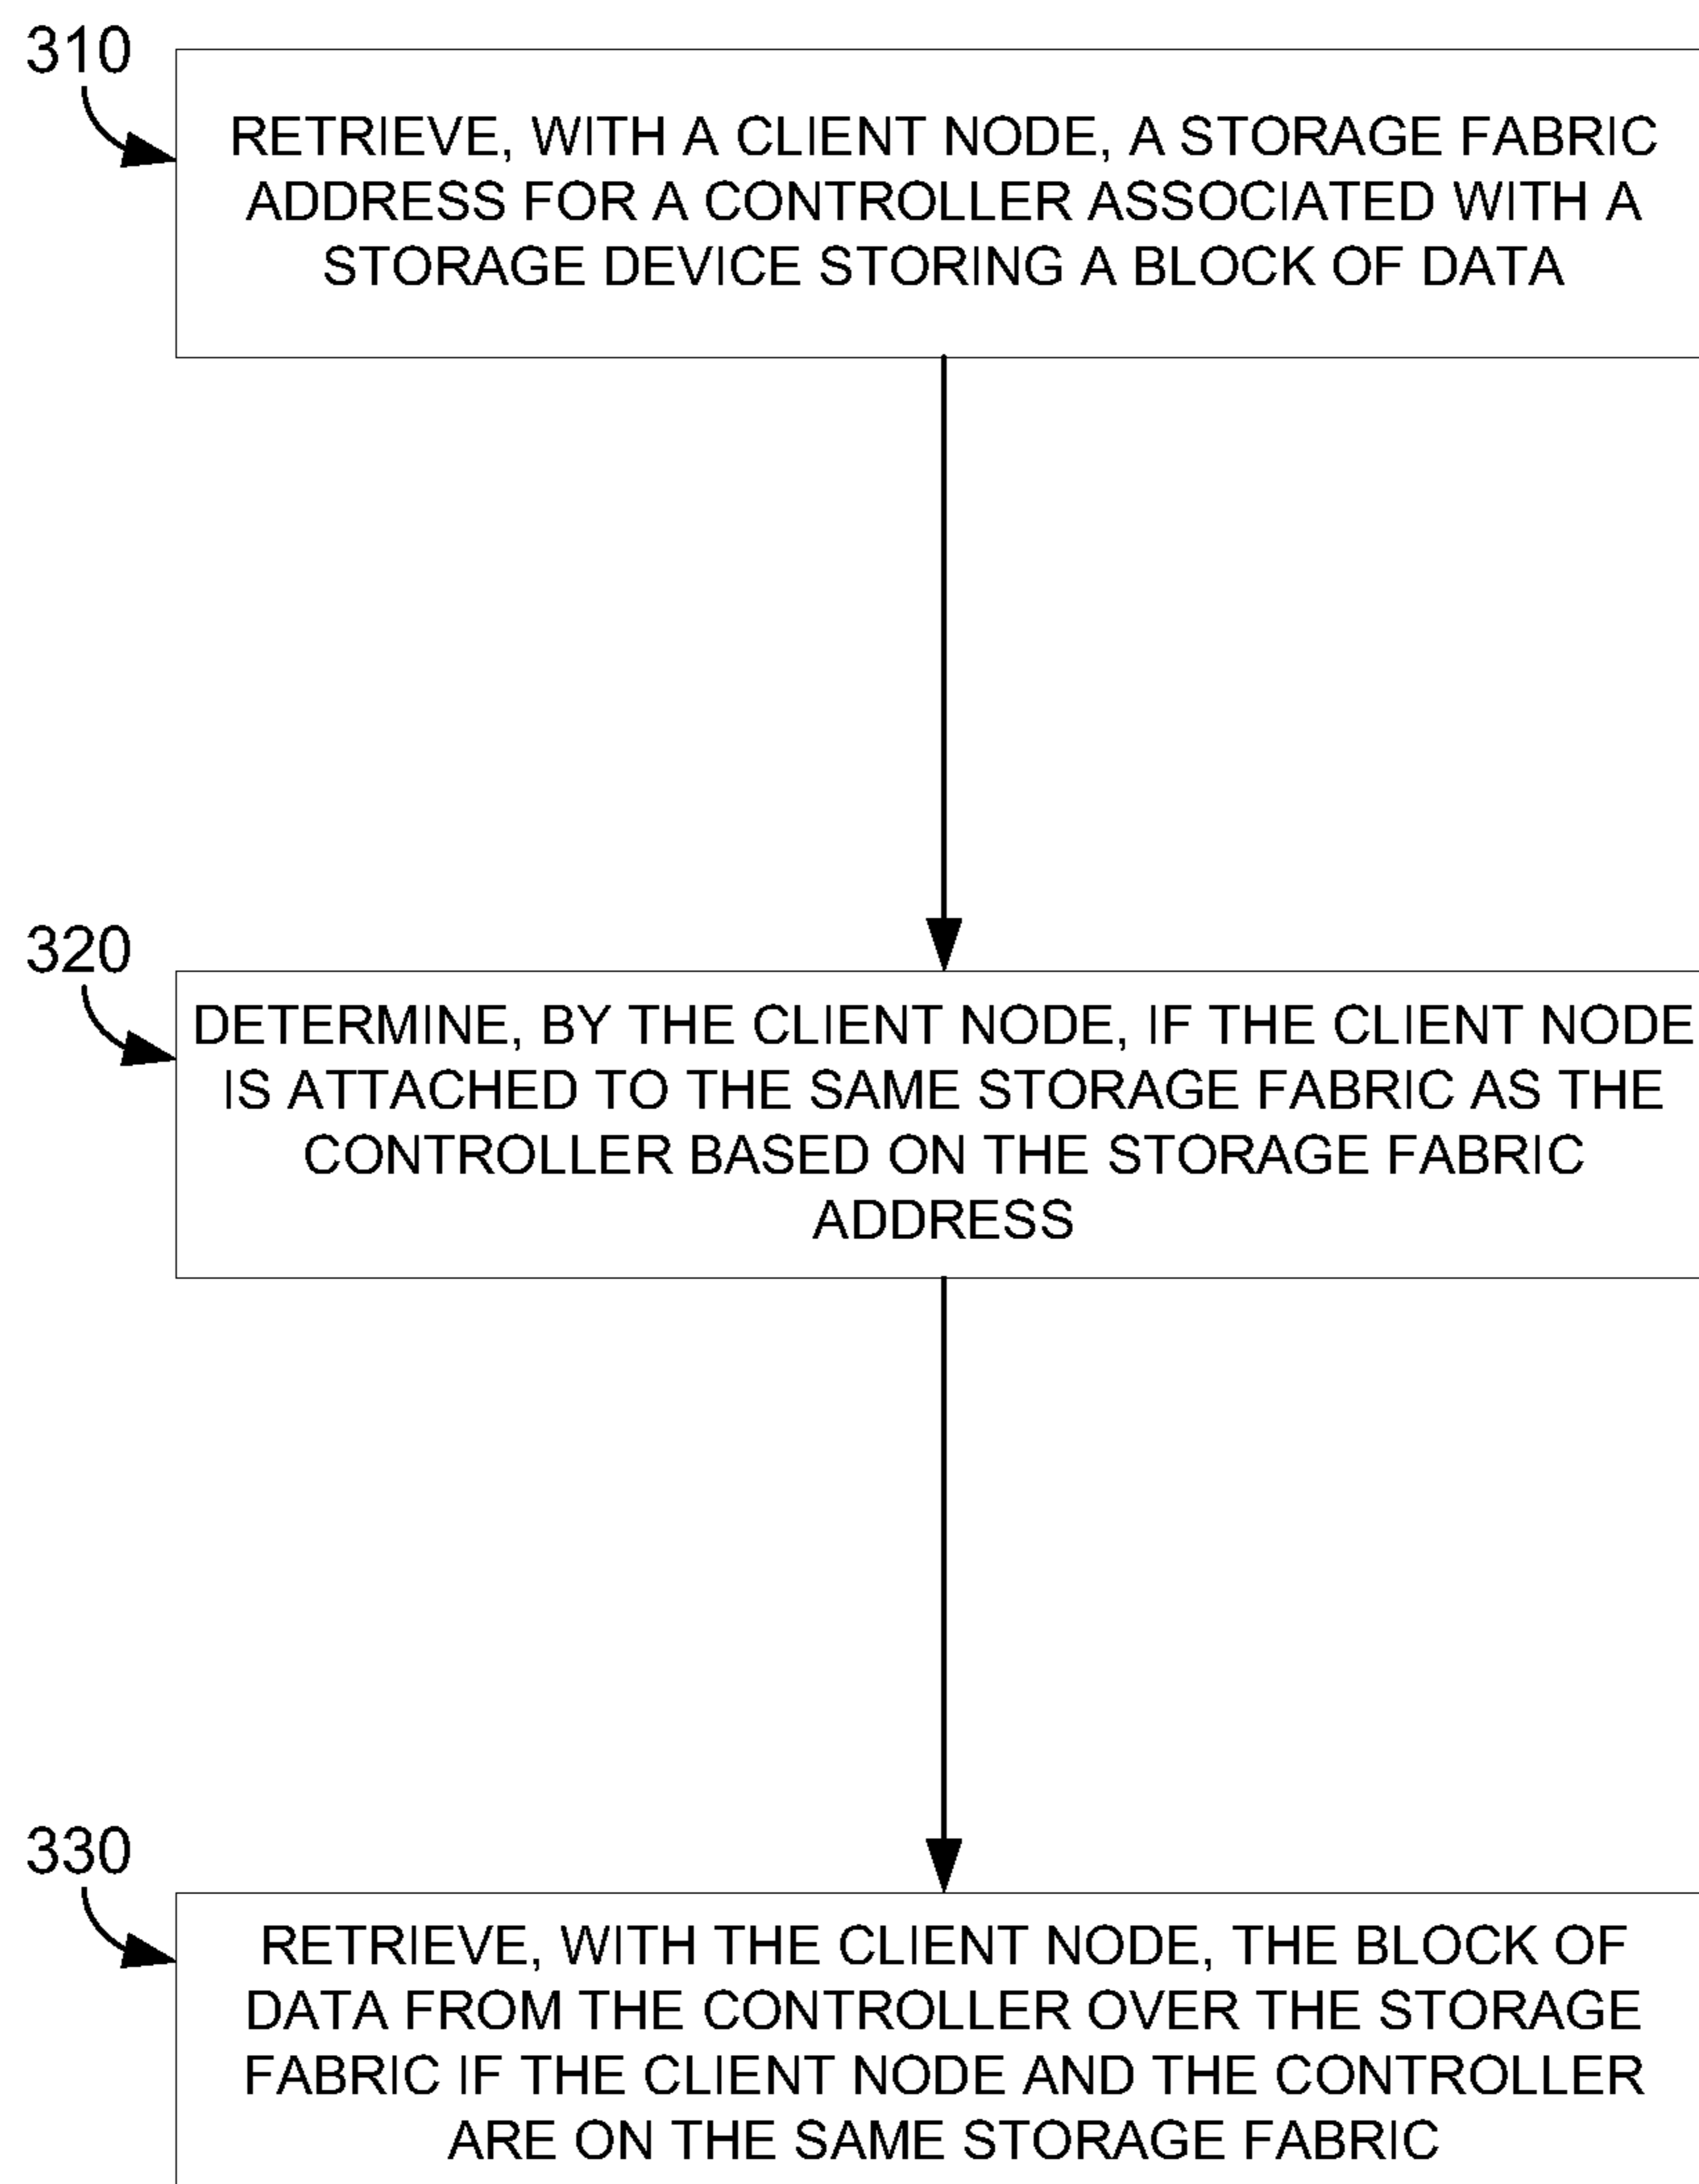 310
RETRIEVE, WITH A CLIENT NODE, A STORAGE FABRIC
ADDRESS FOR A CONTROLLER ASSOCIATED WITH A
STORAGE DEVICE STORING A BLOCK OF DATA
320
DETERMINE, BY THE CLIENT NODE, IF THE CLIENT NODE
IS ATTACHED TO THE SAME STORAGE FABRIC AS THE
CONTROLLER BASED ON THE STORAGE FABRIC
ADDRESS
330
RETRIEVE, WITH THE CLIENT NODE, THE BLOCK OF
DATA FROM THE CONTROLLER OVER THE STORAGE
FABRIC IF THE CLIENT NODE AND THE CONTROLLER
ARE ON THE SAME STORAGE FABRIC